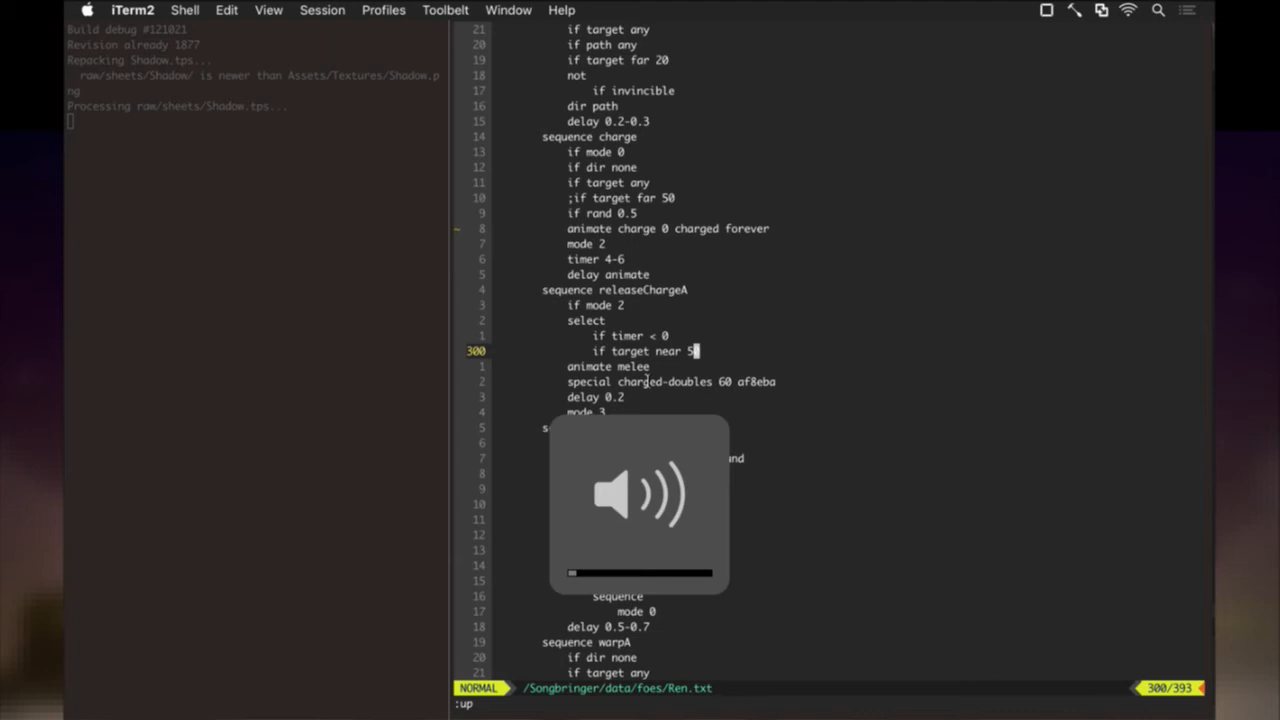 iTerm2 Shell Edit View Session Profiles Toolbelt Window Help
Build debug #121021
Revision already 1877
Repacking Shadow.tps...
raw/sheets/Shadow/ is newer than Assets/Textures/Shadow.p
ng
Processing raw/sheets/Shadow.tps...
21 if target any
20 if path any
19 if target far 20
18 not
17 if invincible
16 dir path
15 delay 0.2-0.3
14 sequence charge
13 if mode 0
12 if dir none
11 if target any
10 ;if target far 50
9 if rand 0.5
~ 8 animate charge 0 charged forever
7 mode 2
6 timer 4-6
5 delay animate
4 sequence releaseChargeA
3 if mode 2
2 select
1 if timer < 0
300 if target near 50
1 animate melee
2 special charged-doubles 60 af8eba
3 delay 0.2
4 mode 3
5 s
6
7 und
8
9
10
11
12
13
14
15
16 sequence
17 mode 0
18 delay 0.5-0.7
19 sequence warpA
20 if dir none
21 if target any
NORMAL /Songbringer/data/foes/Ren.txt 300/393
:up